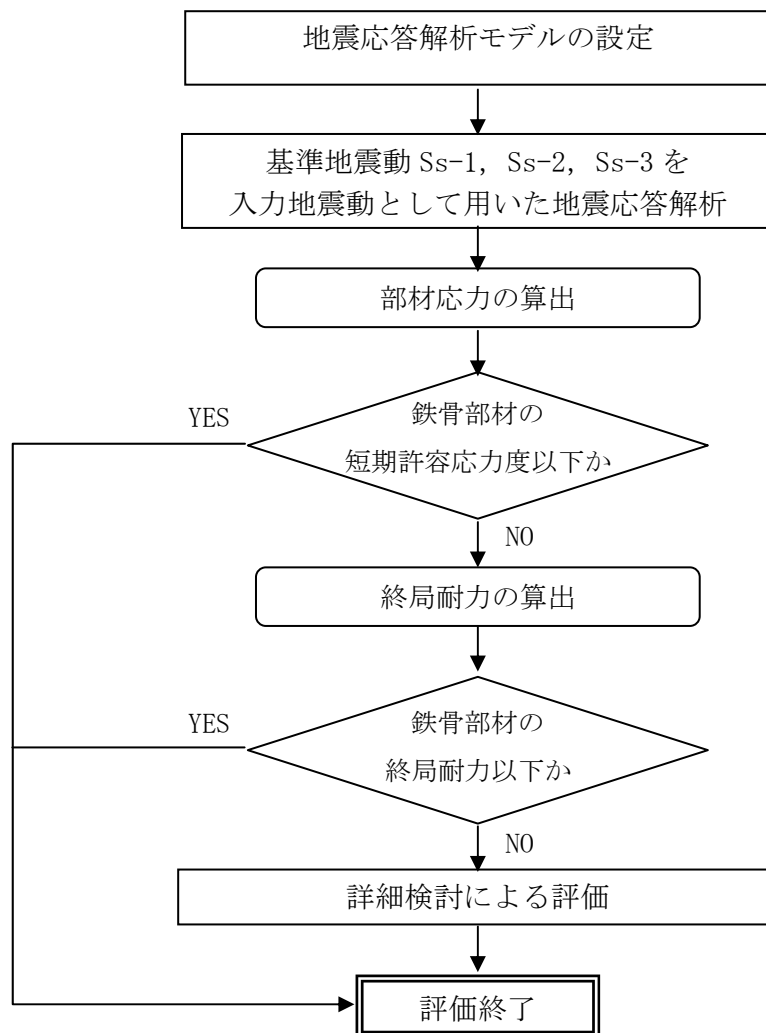 地震応答解析モデルの設定
基準地震動 Ss-1, Ss-2, Ss-3 を
入力地震動として用いた地震応答解析
部材応力の算出
YES
鉄骨部材の
短期許容応力度以下か
NO
終局耐力の算出
YES
鉄骨部材の
終局耐力以下か
NO
詳細検討による評価
評価終了